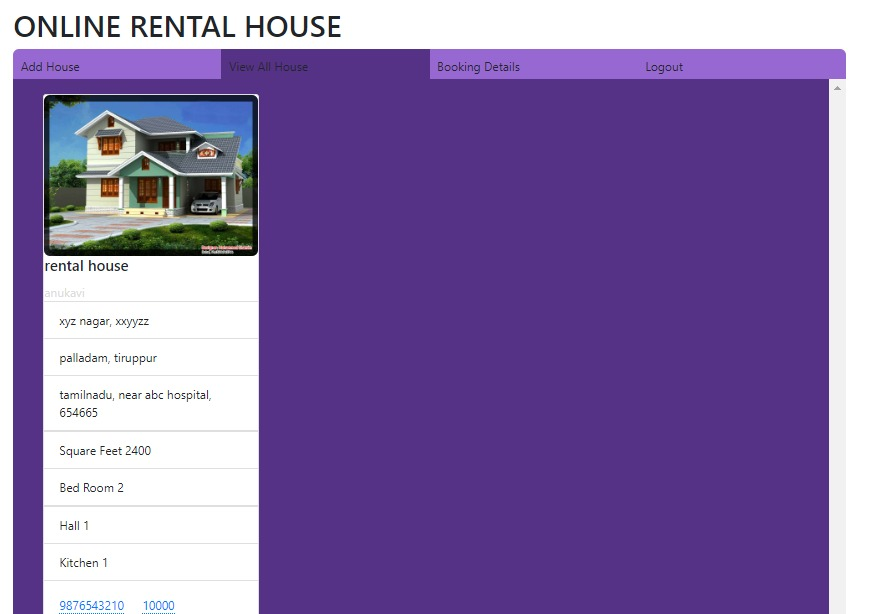 ONLINE RENTAL HOUSE
Add House
View All House
Booking Details
Logout
rental house
anukavi
xyz nagar, xxyyzz
palladam, tiruppur
tamilnadu, near abc hospital,
654665
Square Feet 2400
Bed Room 2
Hall 1
Kitchen 1
9876543210 10000